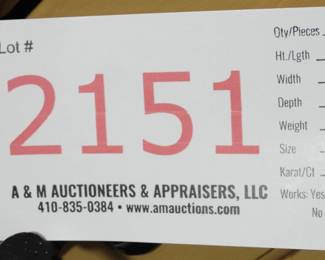 Lot #
2151
A & M AUCTIONEERS & APPRAISERS, LLC
410-835-0384 • www.amauctions.com
Qty/Pieces
Ht./Lgth
Width
Depth
Weight
Size
Karat/Ct
Works: Yes
No